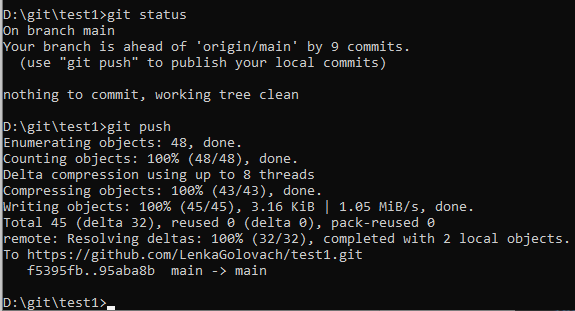 D:\git\test1>git status
On branch main
Your branch is ahead of 'origin/main' by 9 commits.
  (use "git push" to publish your local commits)

nothing to commit, working tree clean

D:\git\test1>git push
Enumerating objects: 48, done.
Counting objects: 100% (48/48), done.
Delta compression using up to 8 threads
Compressing objects: 100% (43/43), done.
Writing objects: 100% (45/45), 3.16 KiB | 1.05 MiB/s, done.
Total 45 (delta 32), reused 0 (delta 0), pack-reused 0
remote: Resolving deltas: 100% (32/32), completed with 2 local objects.
To https://github.com/LenkaGolovach/test1.git
   f5395fb..95aba8b  main -> main

D:\git\test1>